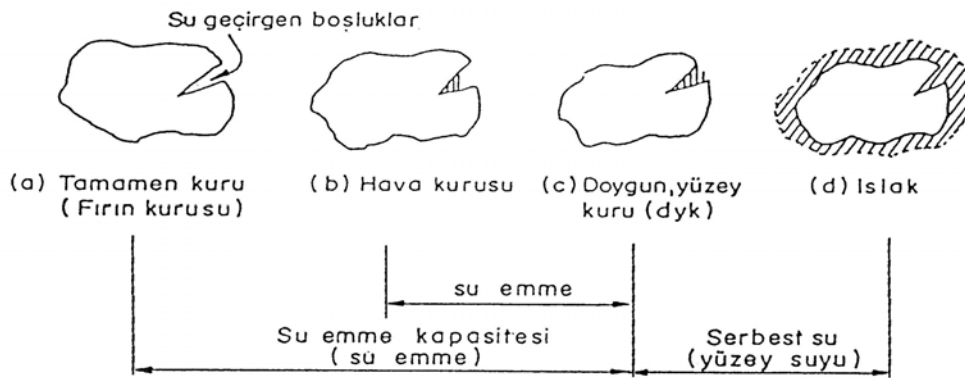 Su geçirgen boşluklar
(a) Tamamen kuru
(Fırın kurusu)
(b) Hava kurusu
(c) Doygun, yüzey
kuru (dyk)
(d) Islak
su emme
Su emme kapasitesi
(su emme)
Serbest su
(yüzey suyu)